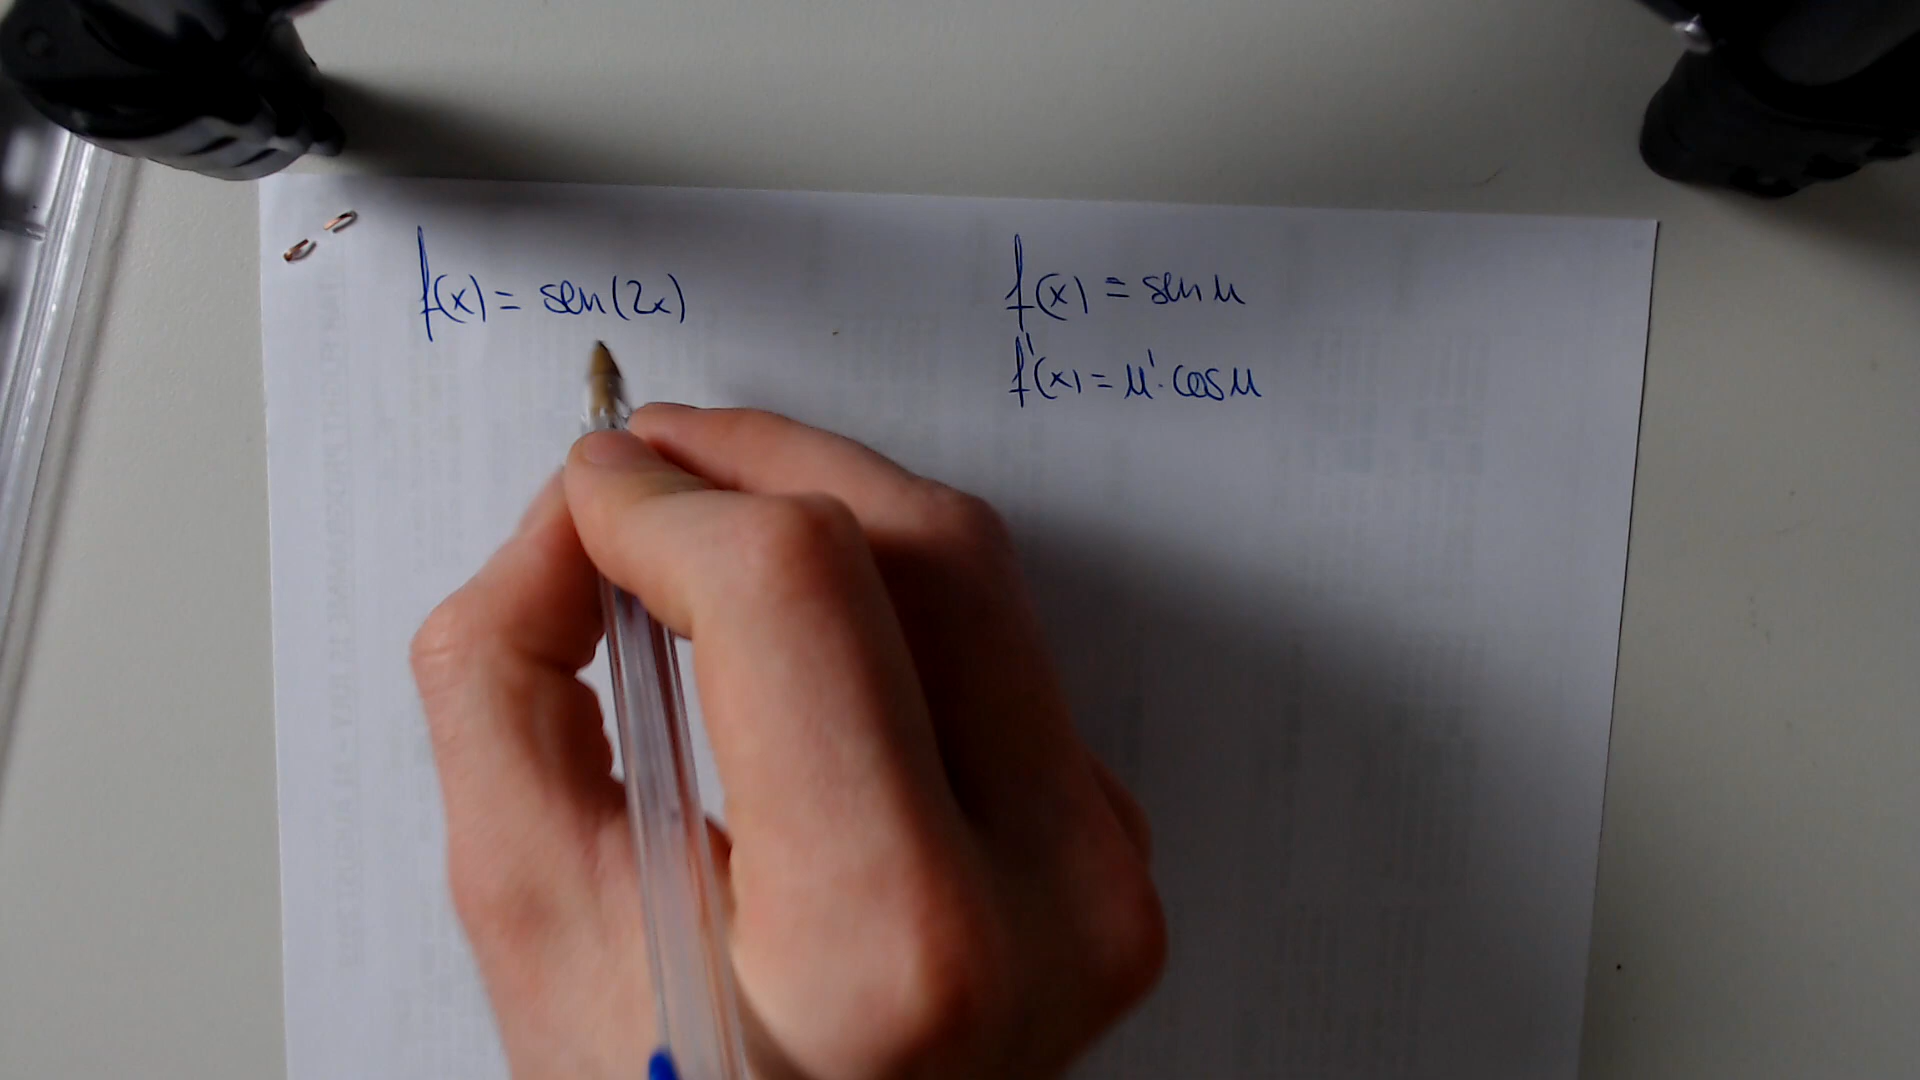 f(x) = sen(2x)
f(x) = sen u
f'(x) = u' · cos u